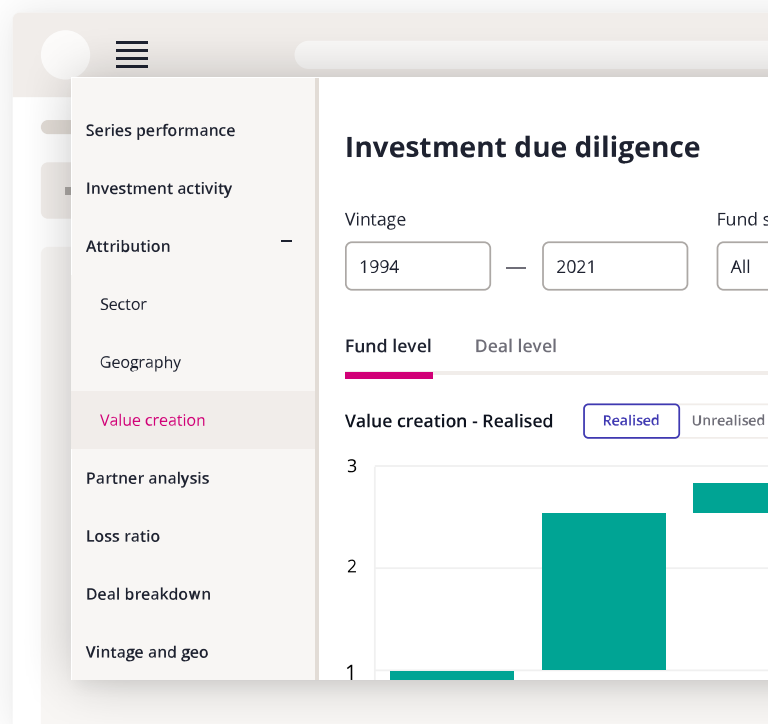 Series performance
Investment activity
Attribution
Sector
Geography
Value creation
Partner analysis
Loss ratio
Deal breakdown
Vintage and geo
Investment due diligence
Vintage
Fund s
1994 — 2021
All
Fund level
Deal level
Value creation - Realised
Realised
Unrealised
3
2
1